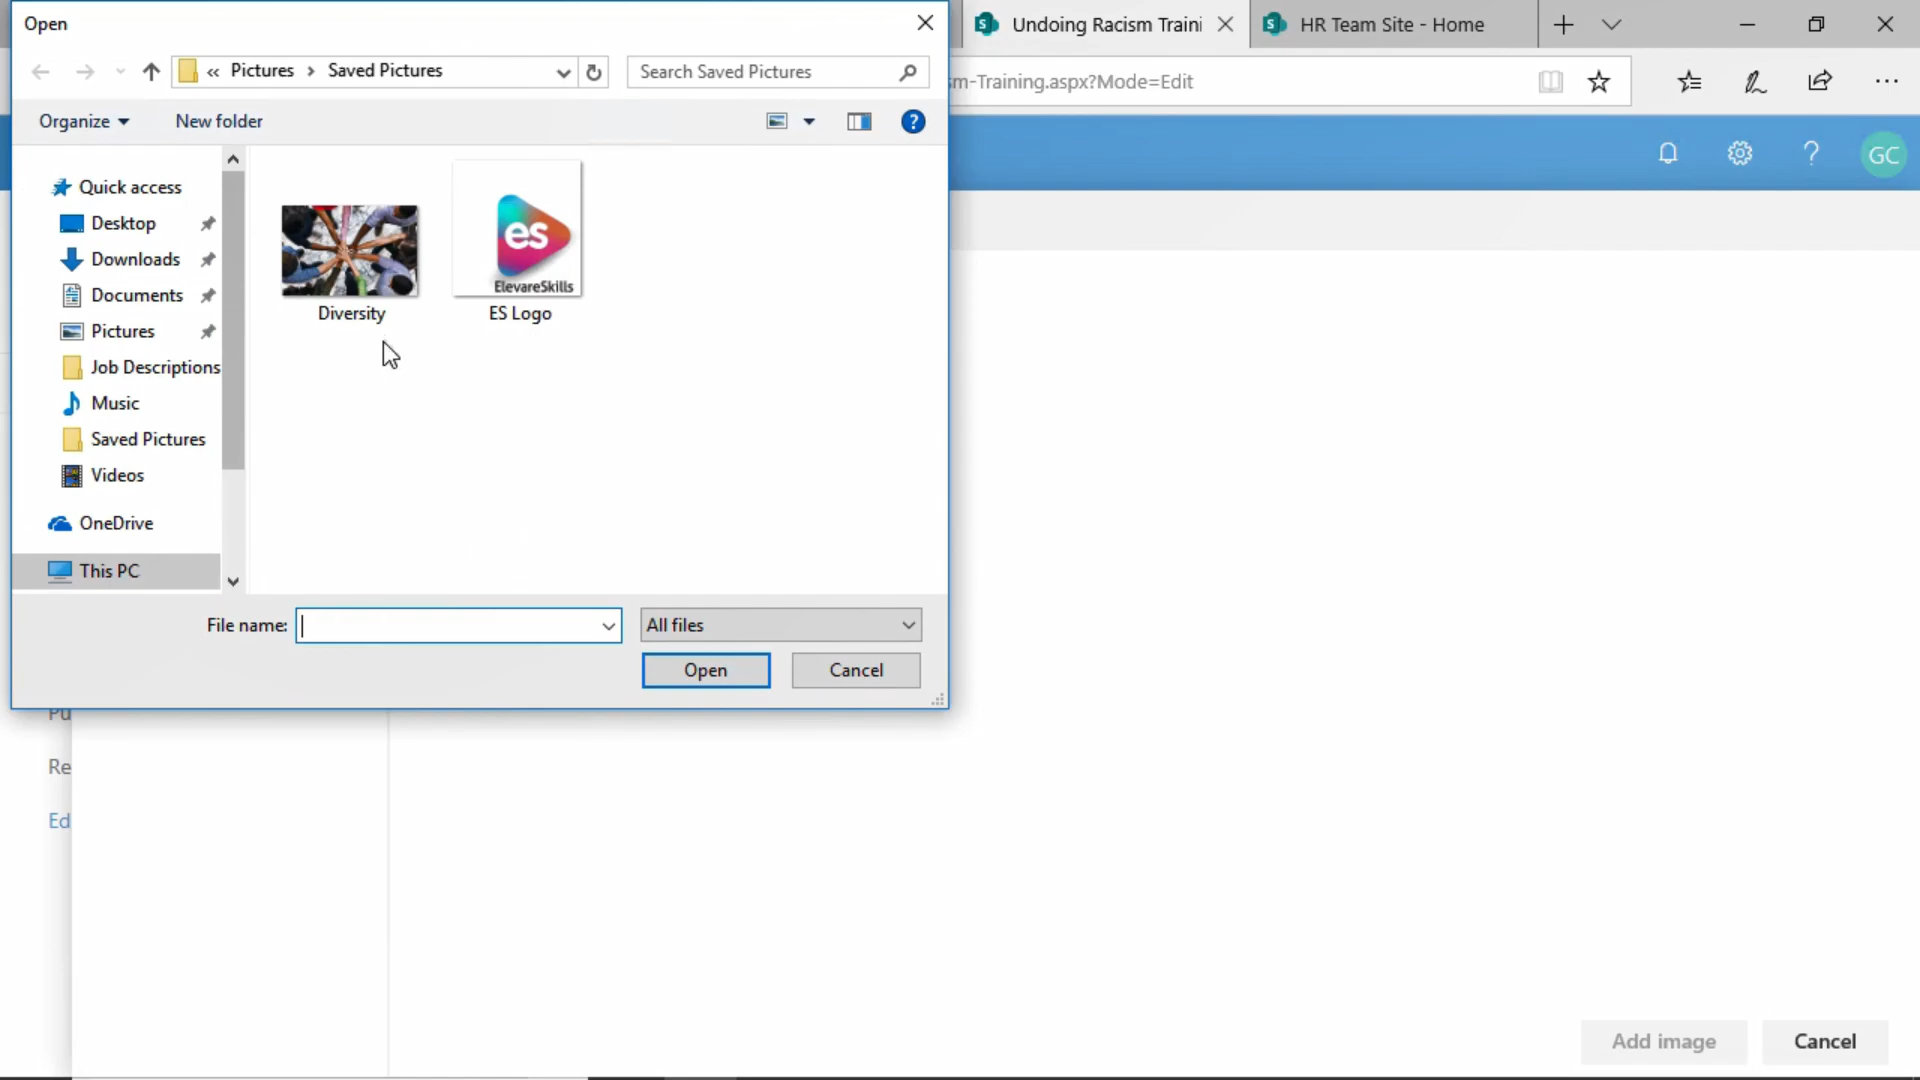 Open
Undoing Racism Traini
HR Team Site - Home
« Pictures > Saved Pictures
Search Saved Pictures
sm-Training.aspx?Mode=Edit
Organize
New folder
?
?
GC
Quick access
Desktop
Downloads
Documents
Pictures
Job Descriptions
Music
Saved Pictures
Videos
OneDrive
This PC
es
ElevareSkills
Diversity
ES Logo
File name:
All files
Open
Cancel
Pu
Re
Ed
Add image
Cancel